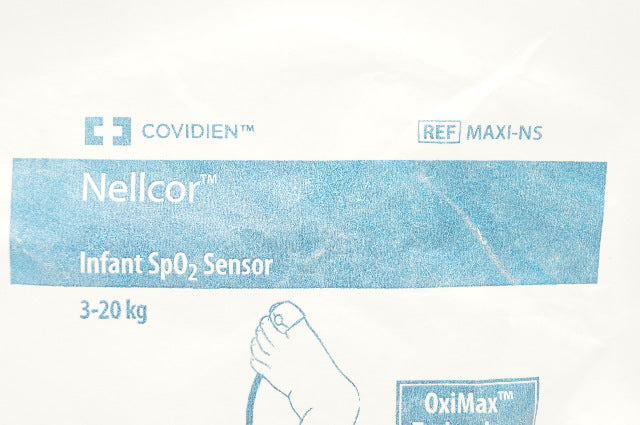 COVIDIEN™
REF MAXI-NS
Nellcor™
Infant SpO₂ Sensor
3-20 kg
OxiMax™